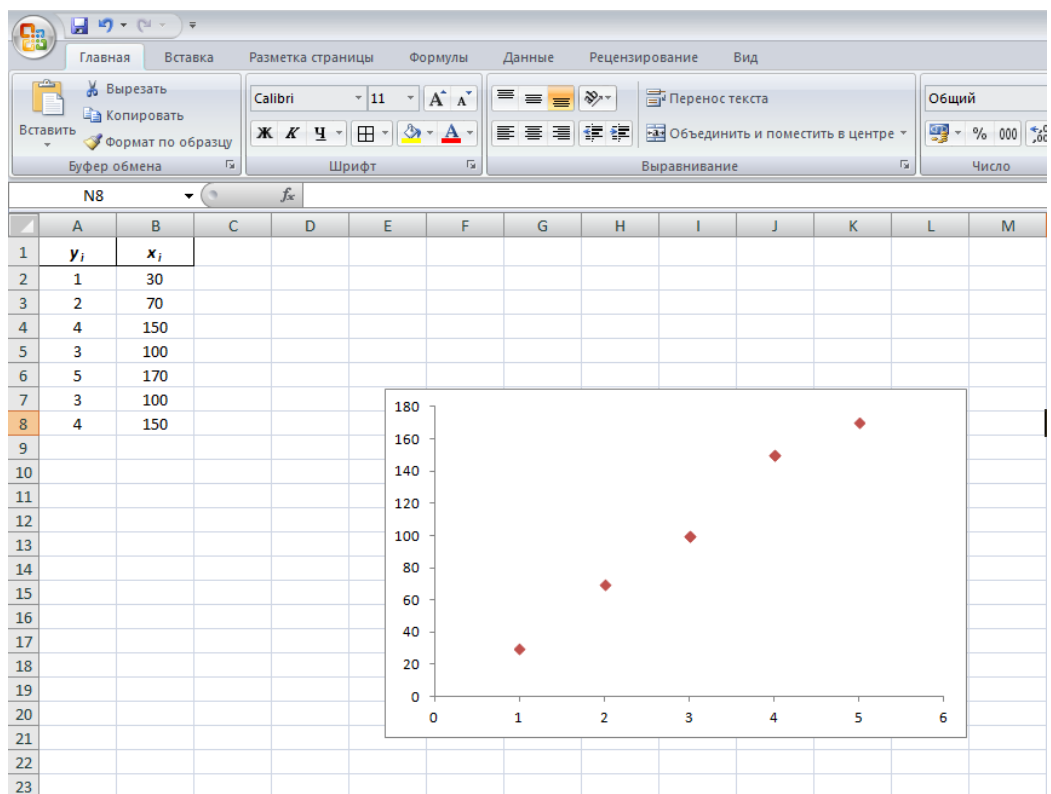 Главная Вставка Разметка страницы Формулы Данные Рецензирование Вид
Вставить
Вырезать
Копировать
Формат по образцу
Буфер обмена
Calibri 11 A A
Ж К Ч А
Шрифт
Перенос текста
Объединить и поместить в центре
Выравнивание
Общий
% 000
Число
N8 fx
A B C D E F G H I J K L M
1 yi xi
2 1 30
3 2 70
4 4 150
5 3 100
6 5 170
7 3 100
8 4 150
9
10
11
12
13
14
15
16
17
18
19
20
21
22
23
180
160
140
120
100
80
60
40
20
0
0 1 2 3 4 5 6